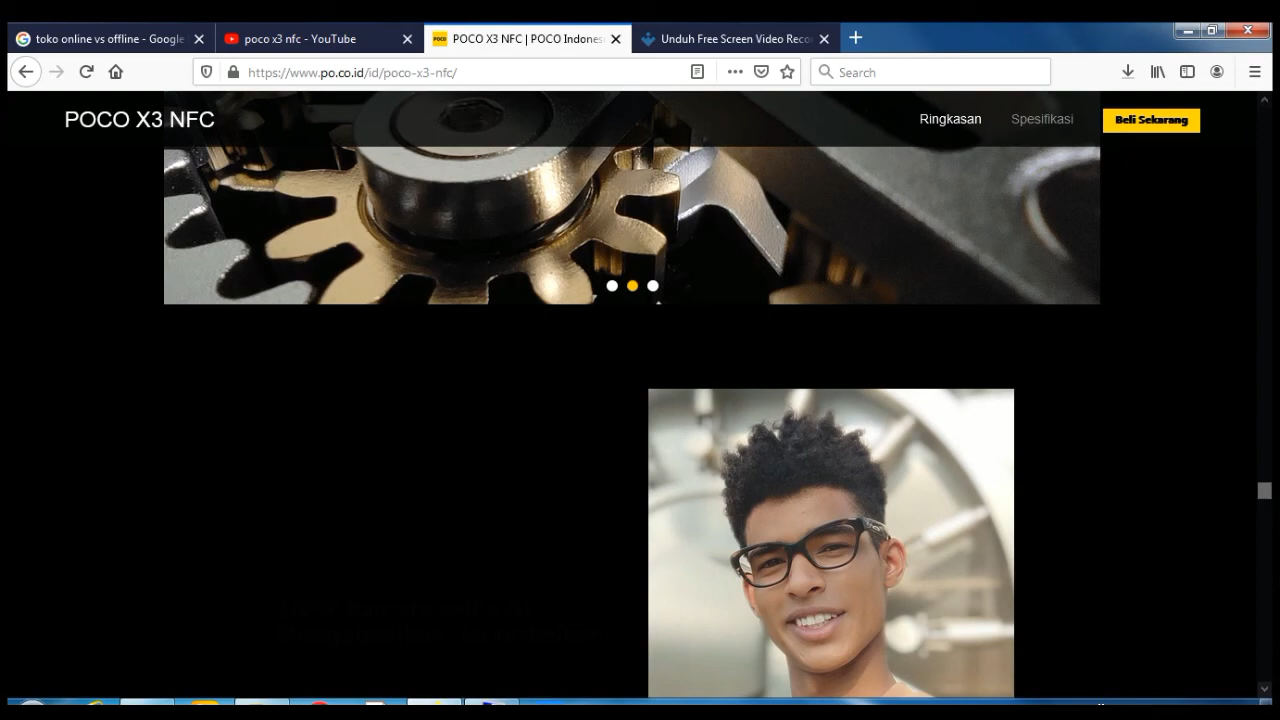 toko online vs offline - Google
poco x3 nfc - YouTube
POCO X3 NFC | POCO Indones
Unduh Free Screen Video Reco
https://www.po.co.id/id/poco-x3-nfc/
Search
POCO X3 NFC
Ringkasan
Spesifikasi
Beli Sekarang